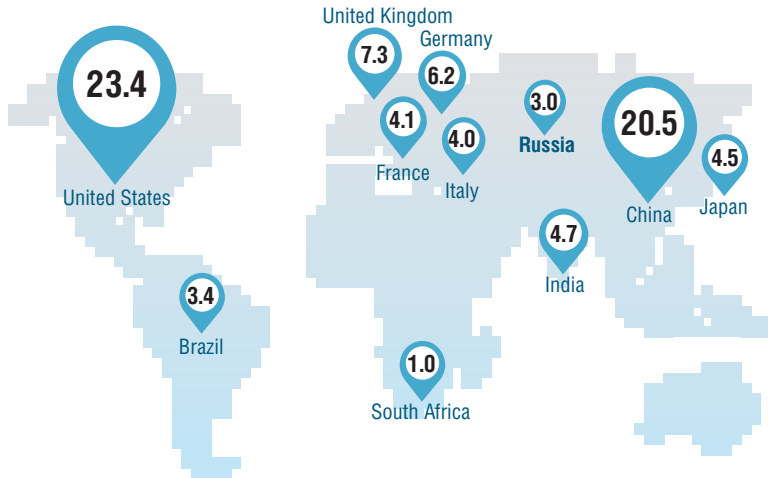 United Kingdom
7.3
Germany
6.2
23.4
United States
4.1
France
4.0
Italy
3.0
Russia
20.5
China
4.5
Japan
4.7
India
3.4
Brazil
1.0
South Africa